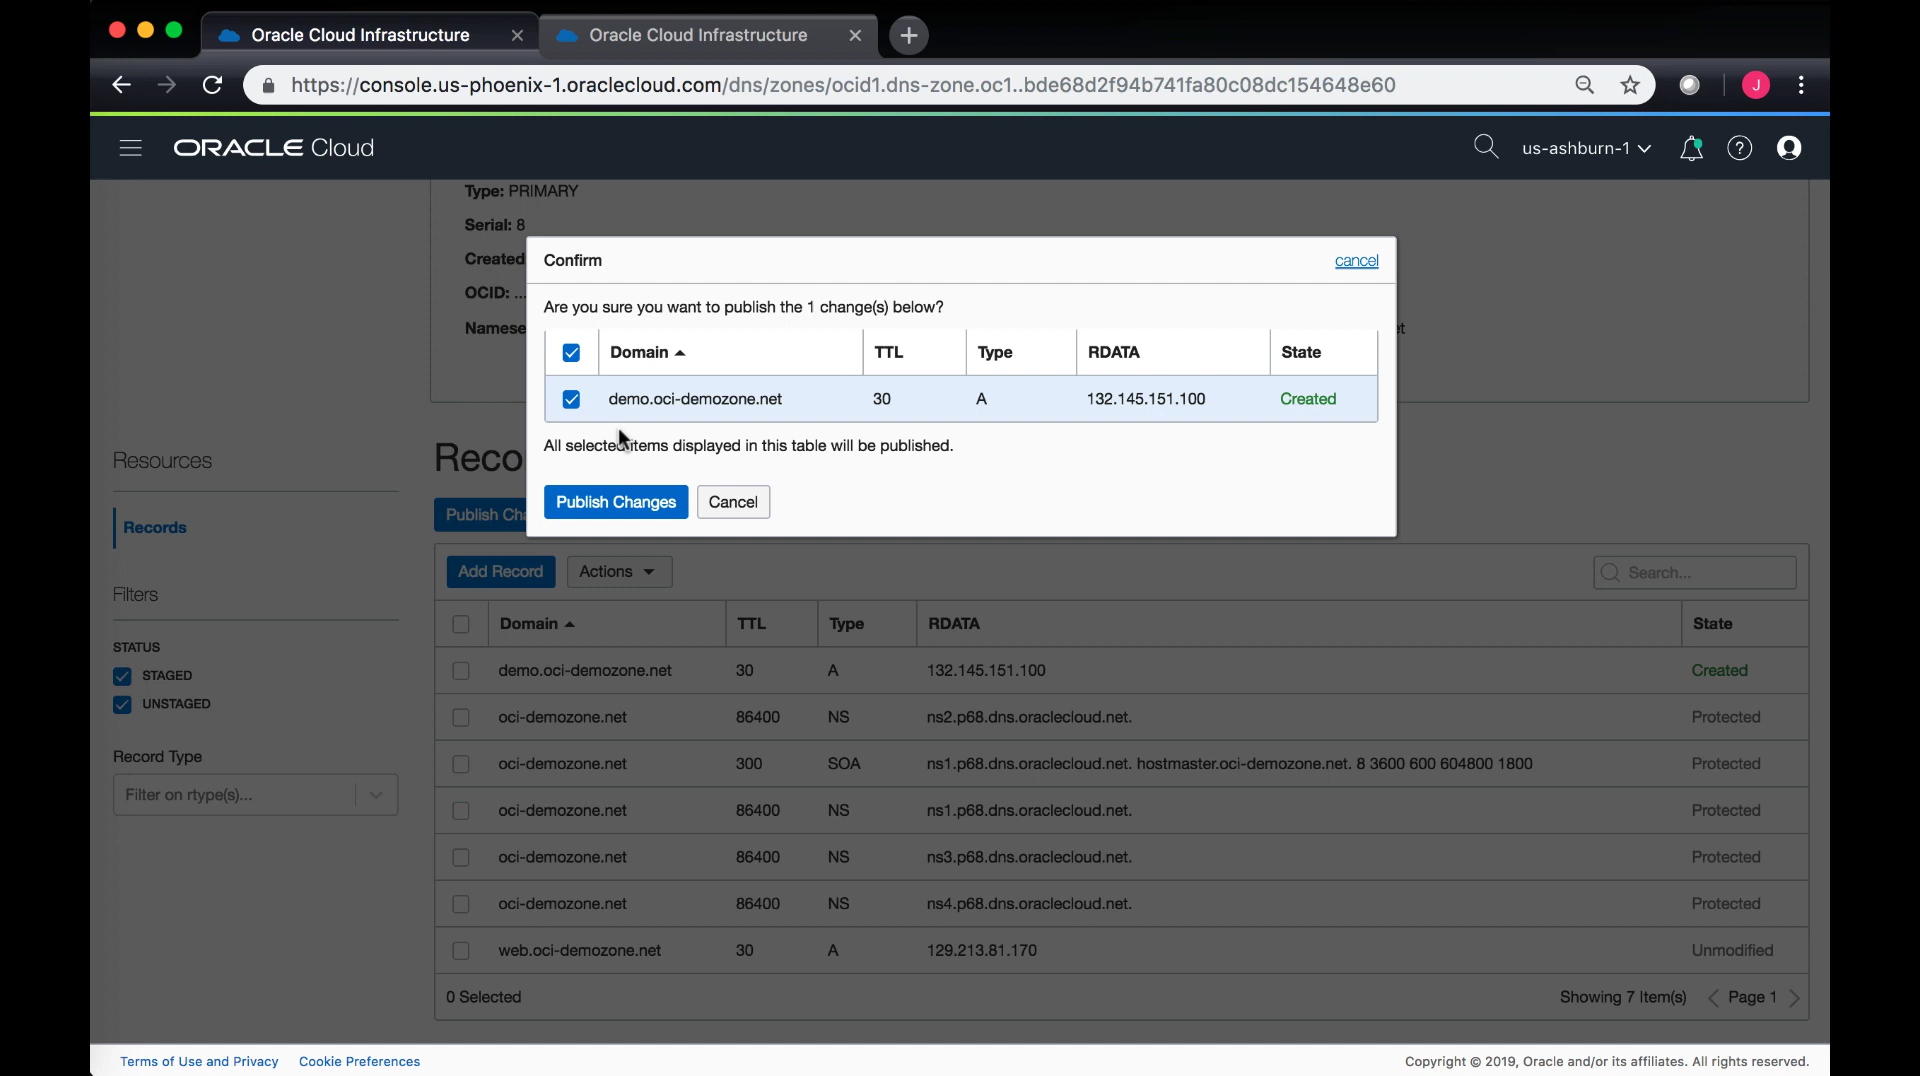 Oracle Cloud Infrastructure
Oracle Cloud Infrastructure
https://console.us-phoenix-1.oraclecloud.com/dns/zones/ocid1.dns-zone.oc1..bde68d2f94b741fa80c08dc154648e60
J
ORACLE Cloud
us-ashburn-1
Type: PRIMARY
Serial: 8
Created
OCID: ...
Namese
Confirm
cancel
Are you sure you want to publish the 1 change(s) below?
Domain TTL Type RDATA State
demo.oci-demozone.net 30 A 132.145.151.100 Created
All selected items displayed in this table will be published.
Publish Changes Cancel
Resources
Records
Filters
STATUS
STAGED
UNSTAGED
Record Type
Filter on rtype(s)...
Reco
Publish Cha
Add Record Actions Search...
Domain TTL Type RDATA State
demo.oci-demozone.net 30 A 132.145.151.100 Created
oci-demozone.net 86400 NS ns2.p68.dns.oraclecloud.net. Protected
oci-demozone.net 300 SOA ns1.p68.dns.oraclecloud.net. hostmaster.oci-demozone.net. 8 3600 600 604800 1800 Protected
oci-demozone.net 86400 NS ns1.p68.dns.oraclecloud.net. Protected
oci-demozone.net 86400 NS ns3.p68.dns.oraclecloud.net. Protected
oci-demozone.net 86400 NS ns4.p68.dns.oraclecloud.net. Protected
web.oci-demozone.net 30 A 129.213.81.170 Unmodified
0 Selected Showing 7 Item(s) Page 1
Terms of Use and Privacy Cookie Preferences
Copyright © 2019, Oracle and/or its affiliates. All rights reserved.